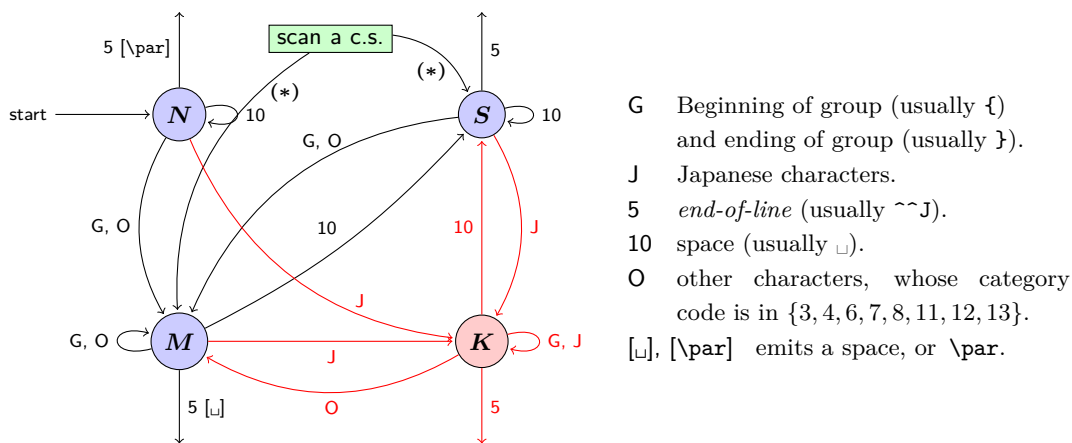 5 [\par]
scan a c.s.
5
(∗)
(∗)
start
N
10
S
10
G, O
G, O
10
10
J
J
G, O
M
J
K
G, J
O
5 [␣]
5
G Beginning of group (usually {)
and ending of group (usually }).
J Japanese characters.
5 end-of-line (usually ^^J).
10 space (usually ␣).
O other characters, whose category
code is in {3, 4, 6, 7, 8, 11, 12, 13}.
[␣], [\par] emits a space, or \par.